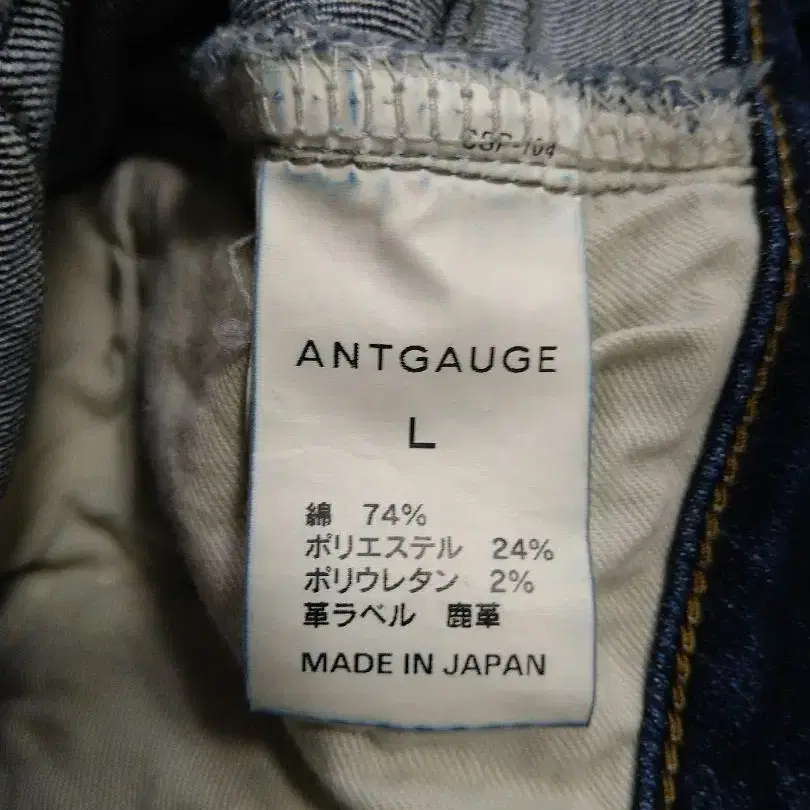 ANTGAUGE
L
綿 74%
ポリエステル 24%
ポリウレタン 2%
革ラベル 鹿革
MADE IN JAPAN